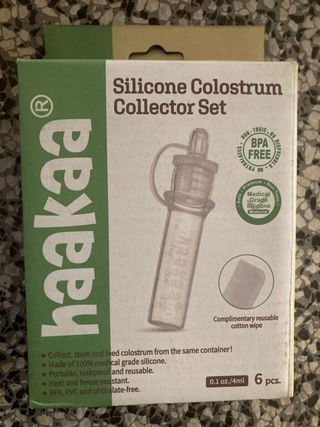 haakaa®
Silicone Colostrum
Collector Set
BPA
FREE
Medical
Grade
Silicone
Material
Complimentary reusable
cotton wipe
• Collect, store and feed colostrum from the same container!
• Made of 100% medical grade silicone.
• Portable, leakproof and reusable.
• Heat and freeze resistant.
• BPA, PVC and phthalate-free.
0.1 oz./4ml
6 pcs.